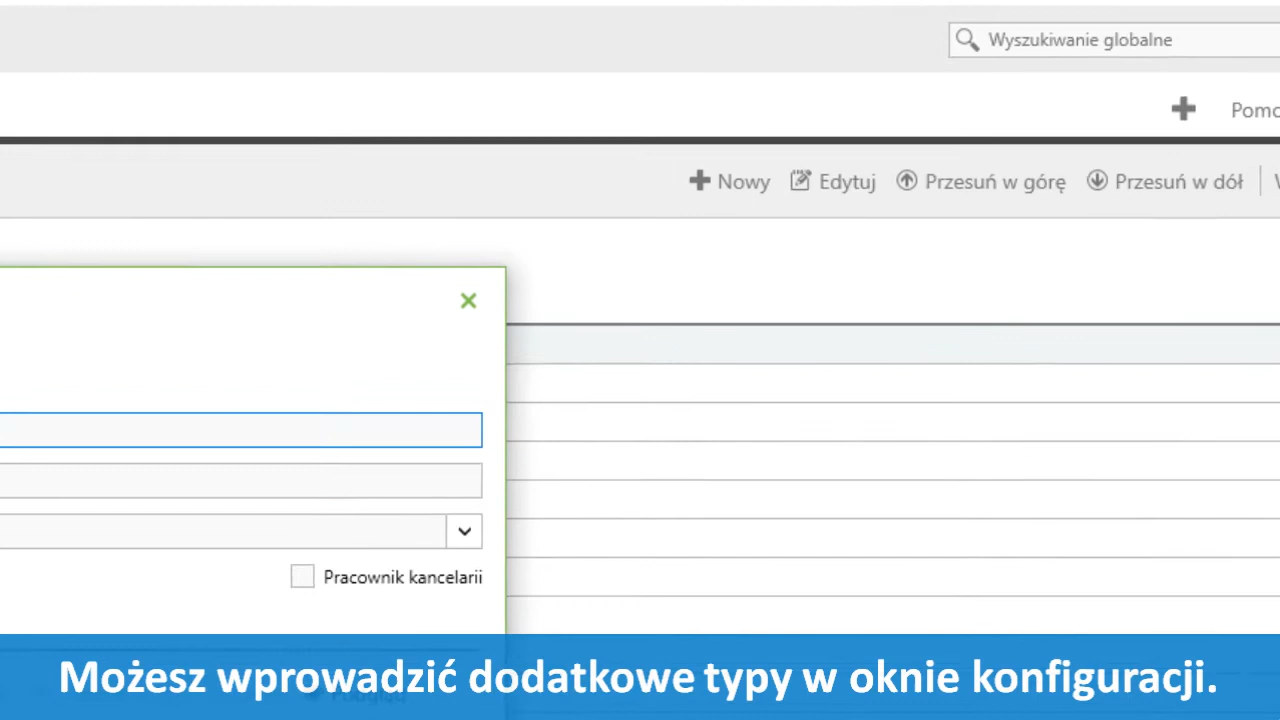 Wyszukiwanie globalne
Pomo
Nowy Edytuj Przesuń w górę Przesuń w dół
Pracownik kancelarii
Możesz wprowadzić dodatkowe typy w oknie konfiguracji.